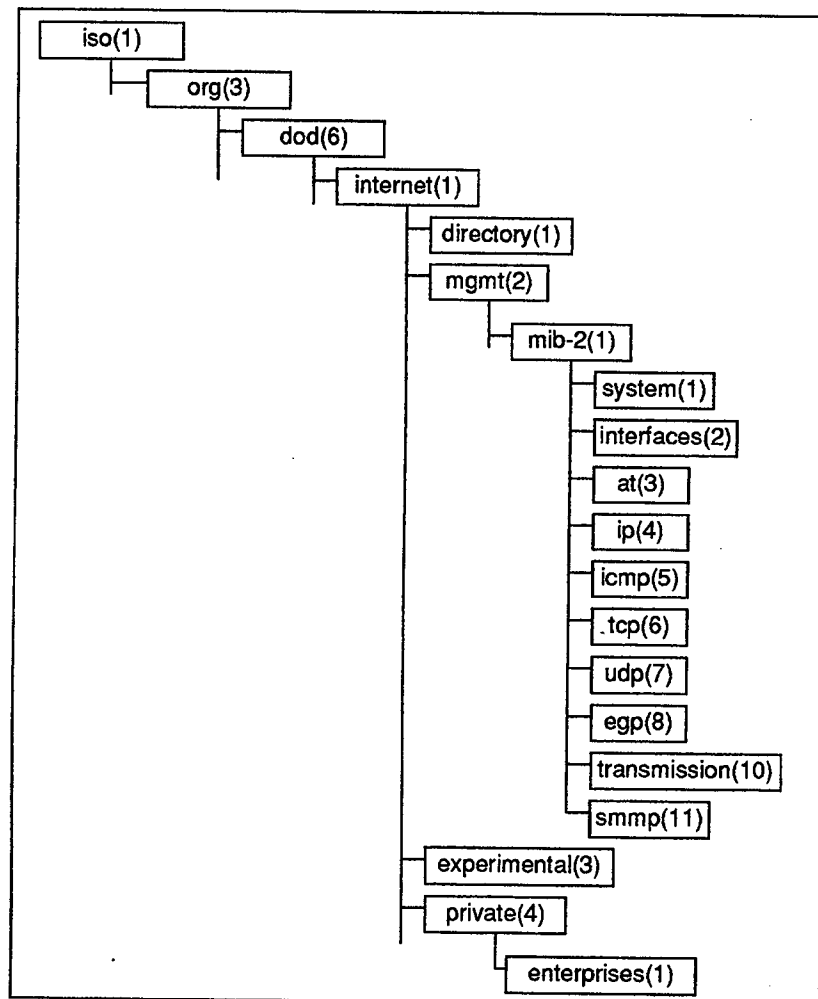 iso(1)
org(3)
dod(6)
internet(1)
directory(1)
mgmt(2)
mib-2(1)
system(1)
interfaces(2)
at(3)
ip(4)
icmp(5)
tcp(6)
udp(7)
egp(8)
transmission(10)
smmp(11)
experimental(3)
private(4)
enterprises(1)